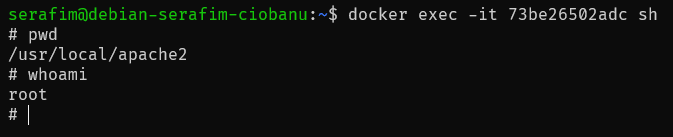 serafim@debian-serafim-ciobanu:~$ docker exec -it 73be26502adc sh
# pwd
/usr/local/apache2
# whoami
root
#